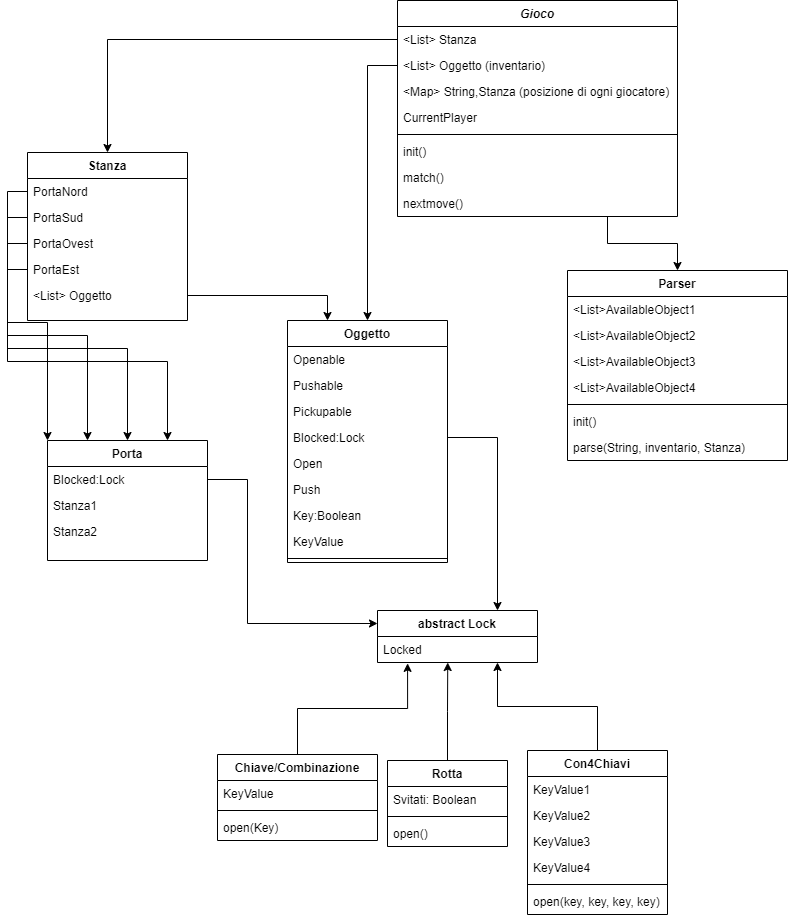 Gioco
<List> Stanza
<List> Oggetto (inventario)
<Map> String,Stanza (posizione di ogni giocatore)
CurrentPlayer
init()
match()
nextmove()
Stanza
PortaNord
PortaSud
PortaOvest
PortaEst
<List> Oggetto
Parser
<List>AvailableObject1
<List>AvailableObject2
<List>AvailableObject3
<List>AvailableObject4
init()
parse(String, inventario, Stanza)
Oggetto
Openable
Pushable
Pickupable
Blocked:Lock
Open
Push
Key:Boolean
KeyValue
Porta
Blocked:Lock
Stanza1
Stanza2
abstract Lock
Locked
Chiave/Combinazione
KeyValue
open(Key)
Rotta
Svitati: Boolean
open()
Con4Chiavi
KeyValue1
KeyValue2
KeyValue3
KeyValue4
open(key, key, key, key)